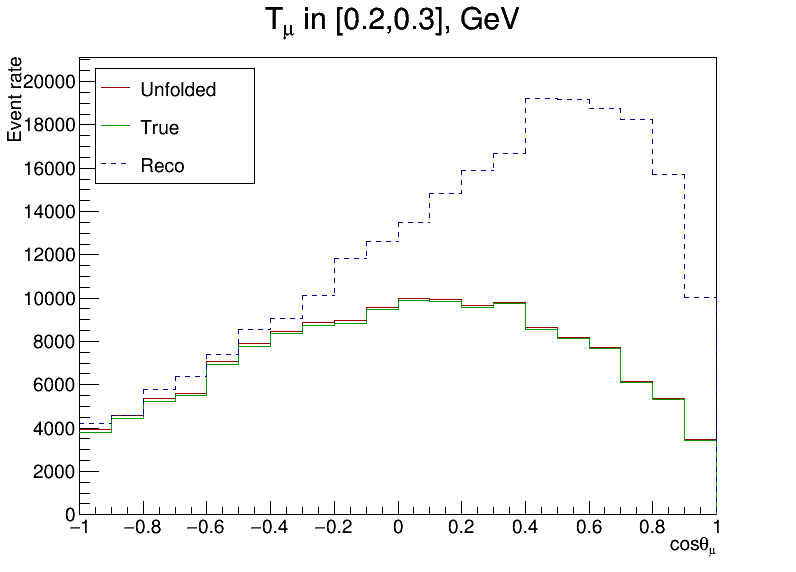 T_μ in [0.2,0.3], GeV
Event rate
Unfolded
True
Reco
20000
18000
16000
14000
12000
10000
8000
6000
4000
2000
0
−1 −0.8 −0.6 −0.4 −0.2 0 0.2 0.4 0.6 0.8 1
cosθ_μ